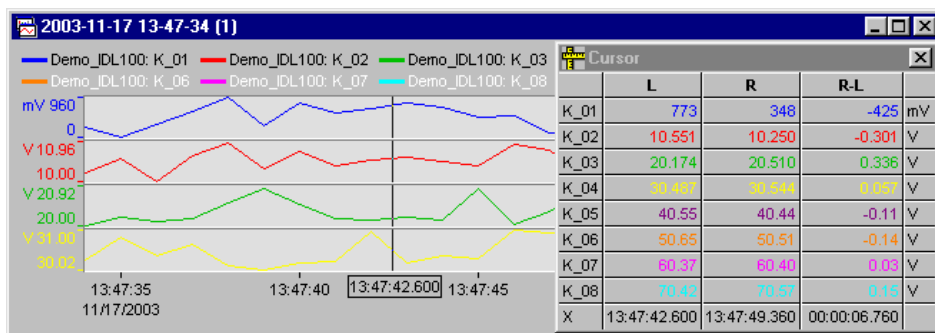 2003-11-17 13-47-34 (1)
Demo_IDL100: K_01 Demo_IDL100: K_02 Demo_IDL100: K_03
Demo_IDL100: K_06 Demo_IDL100: K_07 Demo_IDL100: K_08
mV 960
0
V 10.96
10.00
V 20.92
20.00
V 31.00
30.02
13:47:35 13:47:40 13:47:42.600 13:47:45
11/17/2003
Cursor
L R R-L
K_01 773 348 -425 mV
K_02 10.551 10.250 -0.301 V
K_03 20.174 20.510 0.336 V
K_04 30.487 30.544 0.057 V
K_05 40.55 40.44 -0.11 V
K_06 50.65 50.51 -0.14 V
K_07 60.37 60.40 0.03 V
K_08 70.42 70.57 0.15 V
X 13:47:42.600 13:47:49.360 00:00:06.760